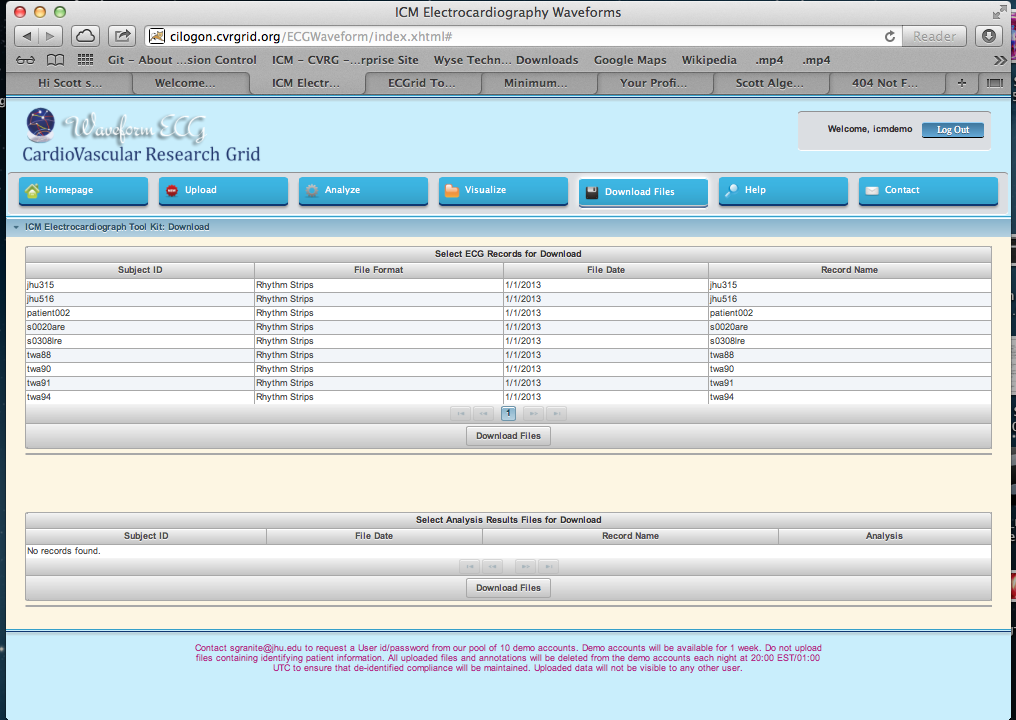 ICM Electrocardiography Waveforms
cilogon.cvrgrid.org/ECGWaveform/index.xhtml#
Reader
Git – About ...sion Control ICM – CVRG –...rprise Site Wyse Techn... Downloads Google Maps Wikipedia .mp4 .mp4
Hi Scott s... Welcome... ICM Electr... ECGrid To... Minimum... Your Profi... Scott Alge... 404 Not F...
Waveform ECG
CardioVascular Research Grid
Welcome, icmdemo Log Out
Homepage Upload Analyze Visualize Download Files Help Contact
ICM Electrocardiograph Tool Kit: Download
Select ECG Records for Download
Subject ID File Format File Date Record Name
jhu315 Rhythm Strips 1/1/2013 jhu315
jhu516 Rhythm Strips 1/1/2013 jhu516
patient002 Rhythm Strips 1/1/2013 patient002
s0020are Rhythm Strips 1/1/2013 s0020are
s0308lre Rhythm Strips 1/1/2013 s0308lre
twa88 Rhythm Strips 1/1/2013 twa88
twa90 Rhythm Strips 1/1/2013 twa90
twa91 Rhythm Strips 1/1/2013 twa91
twa94 Rhythm Strips 1/1/2013 twa94
1
Download Files
Select Analysis Results Files for Download
Subject ID File Date Record Name Analysis
No records found.
Download Files
Contact sgranite@jhu.edu to request a User id/password from our pool of 10 demo accounts. Demo accounts will be available for 1 week. Do not upload
files containing identifying patient information. All uploaded files and annotations will be deleted from the demo accounts each night at 20:00 EST/01:00
UTC to ensure that de-identified compliance will be maintained. Uploaded data will not be visible to any other user.